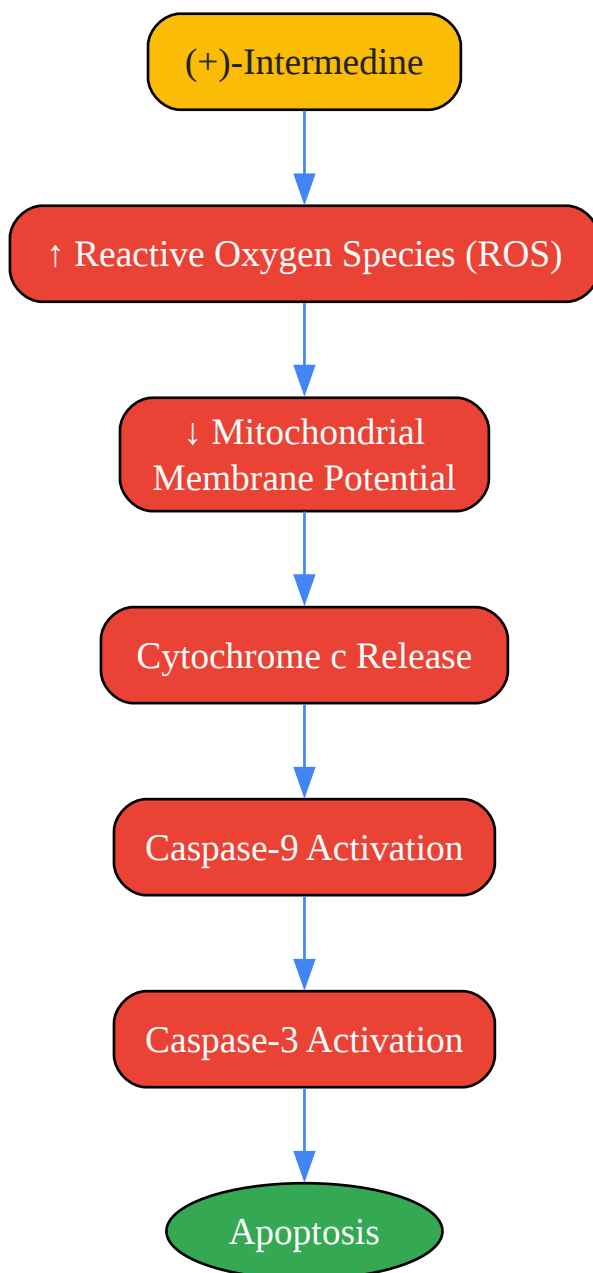 (+)-Intermedine
↑ Reactive Oxygen Species (ROS)
↓ Mitochondrial
Membrane Potential
Cytochrome c Release
Caspase-9 Activation
Caspase-3 Activation
Apoptosis